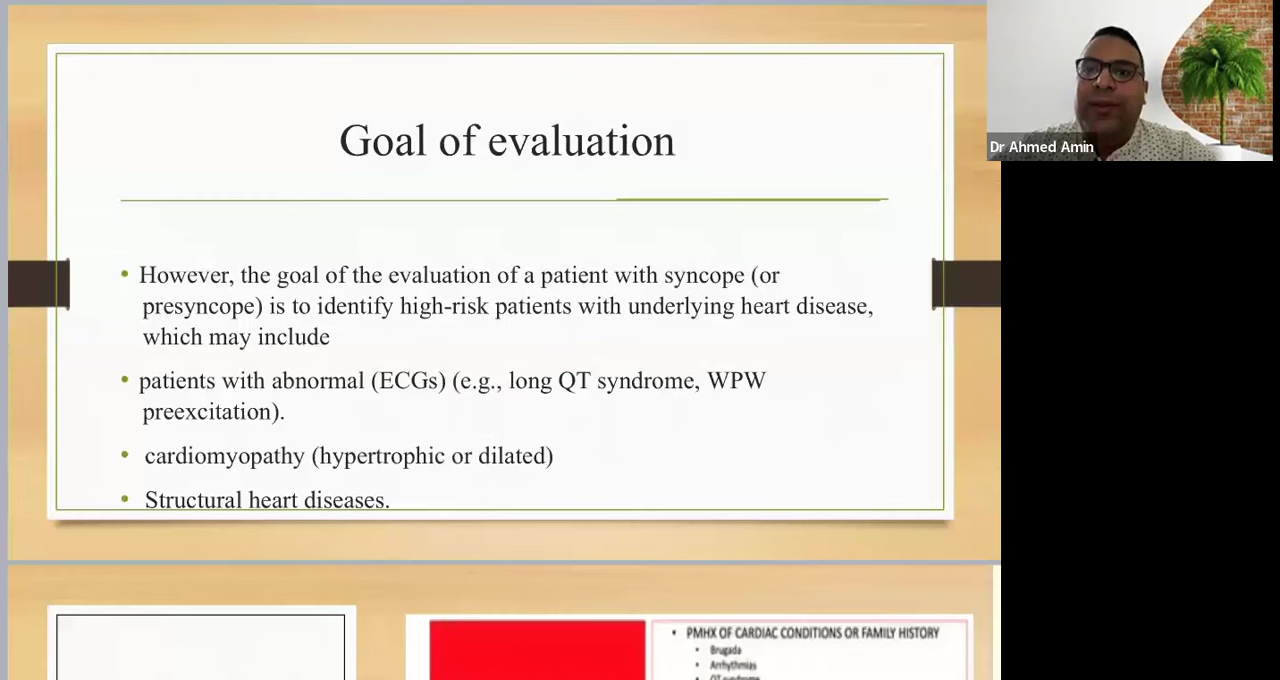 Goal of evaluation
• However, the goal of the evaluation of a patient with syncope (or
presyncope) is to identify high-risk patients with underlying heart disease,
which may include
• patients with abnormal (ECGs) (e.g., long QT syndrome, WPW
preexcitation).
• cardiomyopathy (hypertrophic or dilated)
• Structural heart diseases.
Dr Ahmed Amin
• PMHX OF CARDIAC CONDITIONS OR FAMILY HISTORY
• Brugada
• Arrhythmias
• QT syndrome